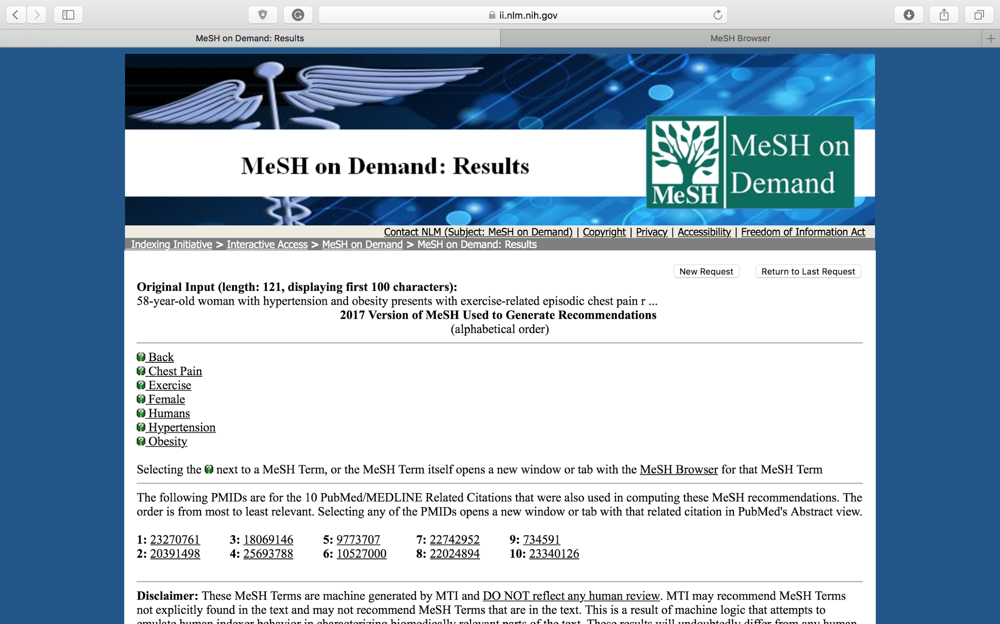 ii.nlm.nih.gov
MeSH on Demand: Results
MeSH Browser
MeSH on Demand: Results
MeSH
MeSH on
Demand
Contact NLM (Subject: MeSH on Demand) | Copyright | Privacy | Accessibility | Freedom of Information Act
Indexing Initiative > Interactive Access > MeSH on Demand > MeSH on Demand: Results
New Request
Return to Last Request
Original Input (length: 121, displaying first 100 characters):
58-year-old woman with hypertension and obesity presents with exercise-related episodic chest pain r ...
2017 Version of MeSH Used to Generate Recommendations
(alphabetical order)
Back
Chest Pain
Exercise
Female
Humans
Hypertension
Obesity
Selecting the ? next to a MeSH Term, or the MeSH Term itself opens a new window or tab with the MeSH Browser for that MeSH Term
The following PMIDs are for the 10 PubMed/MEDLINE Related Citations that were also used in computing these MeSH recommendations. The
order is from most to least relevant. Selecting any of the PMIDs opens a new window or tab with that related citation in PubMed's Abstract view.
1: 23270761 3: 18069146 5: 9773707 7: 22742952 9: 734591
2: 20391498 4: 25693788 6: 10527000 8: 22024894 10: 23340126
Disclaimer: These MeSH Terms are machine generated by MTI and DO NOT reflect any human review. MTI may recommend MeSH Terms
not explicitly found in the text and may not recommend MeSH Terms that are in the text. This is a result of machine logic that attempts to
emulate human indexer behavior in characterizing biomedically relevant parts of the text. These results will undoubtedly differ from any human